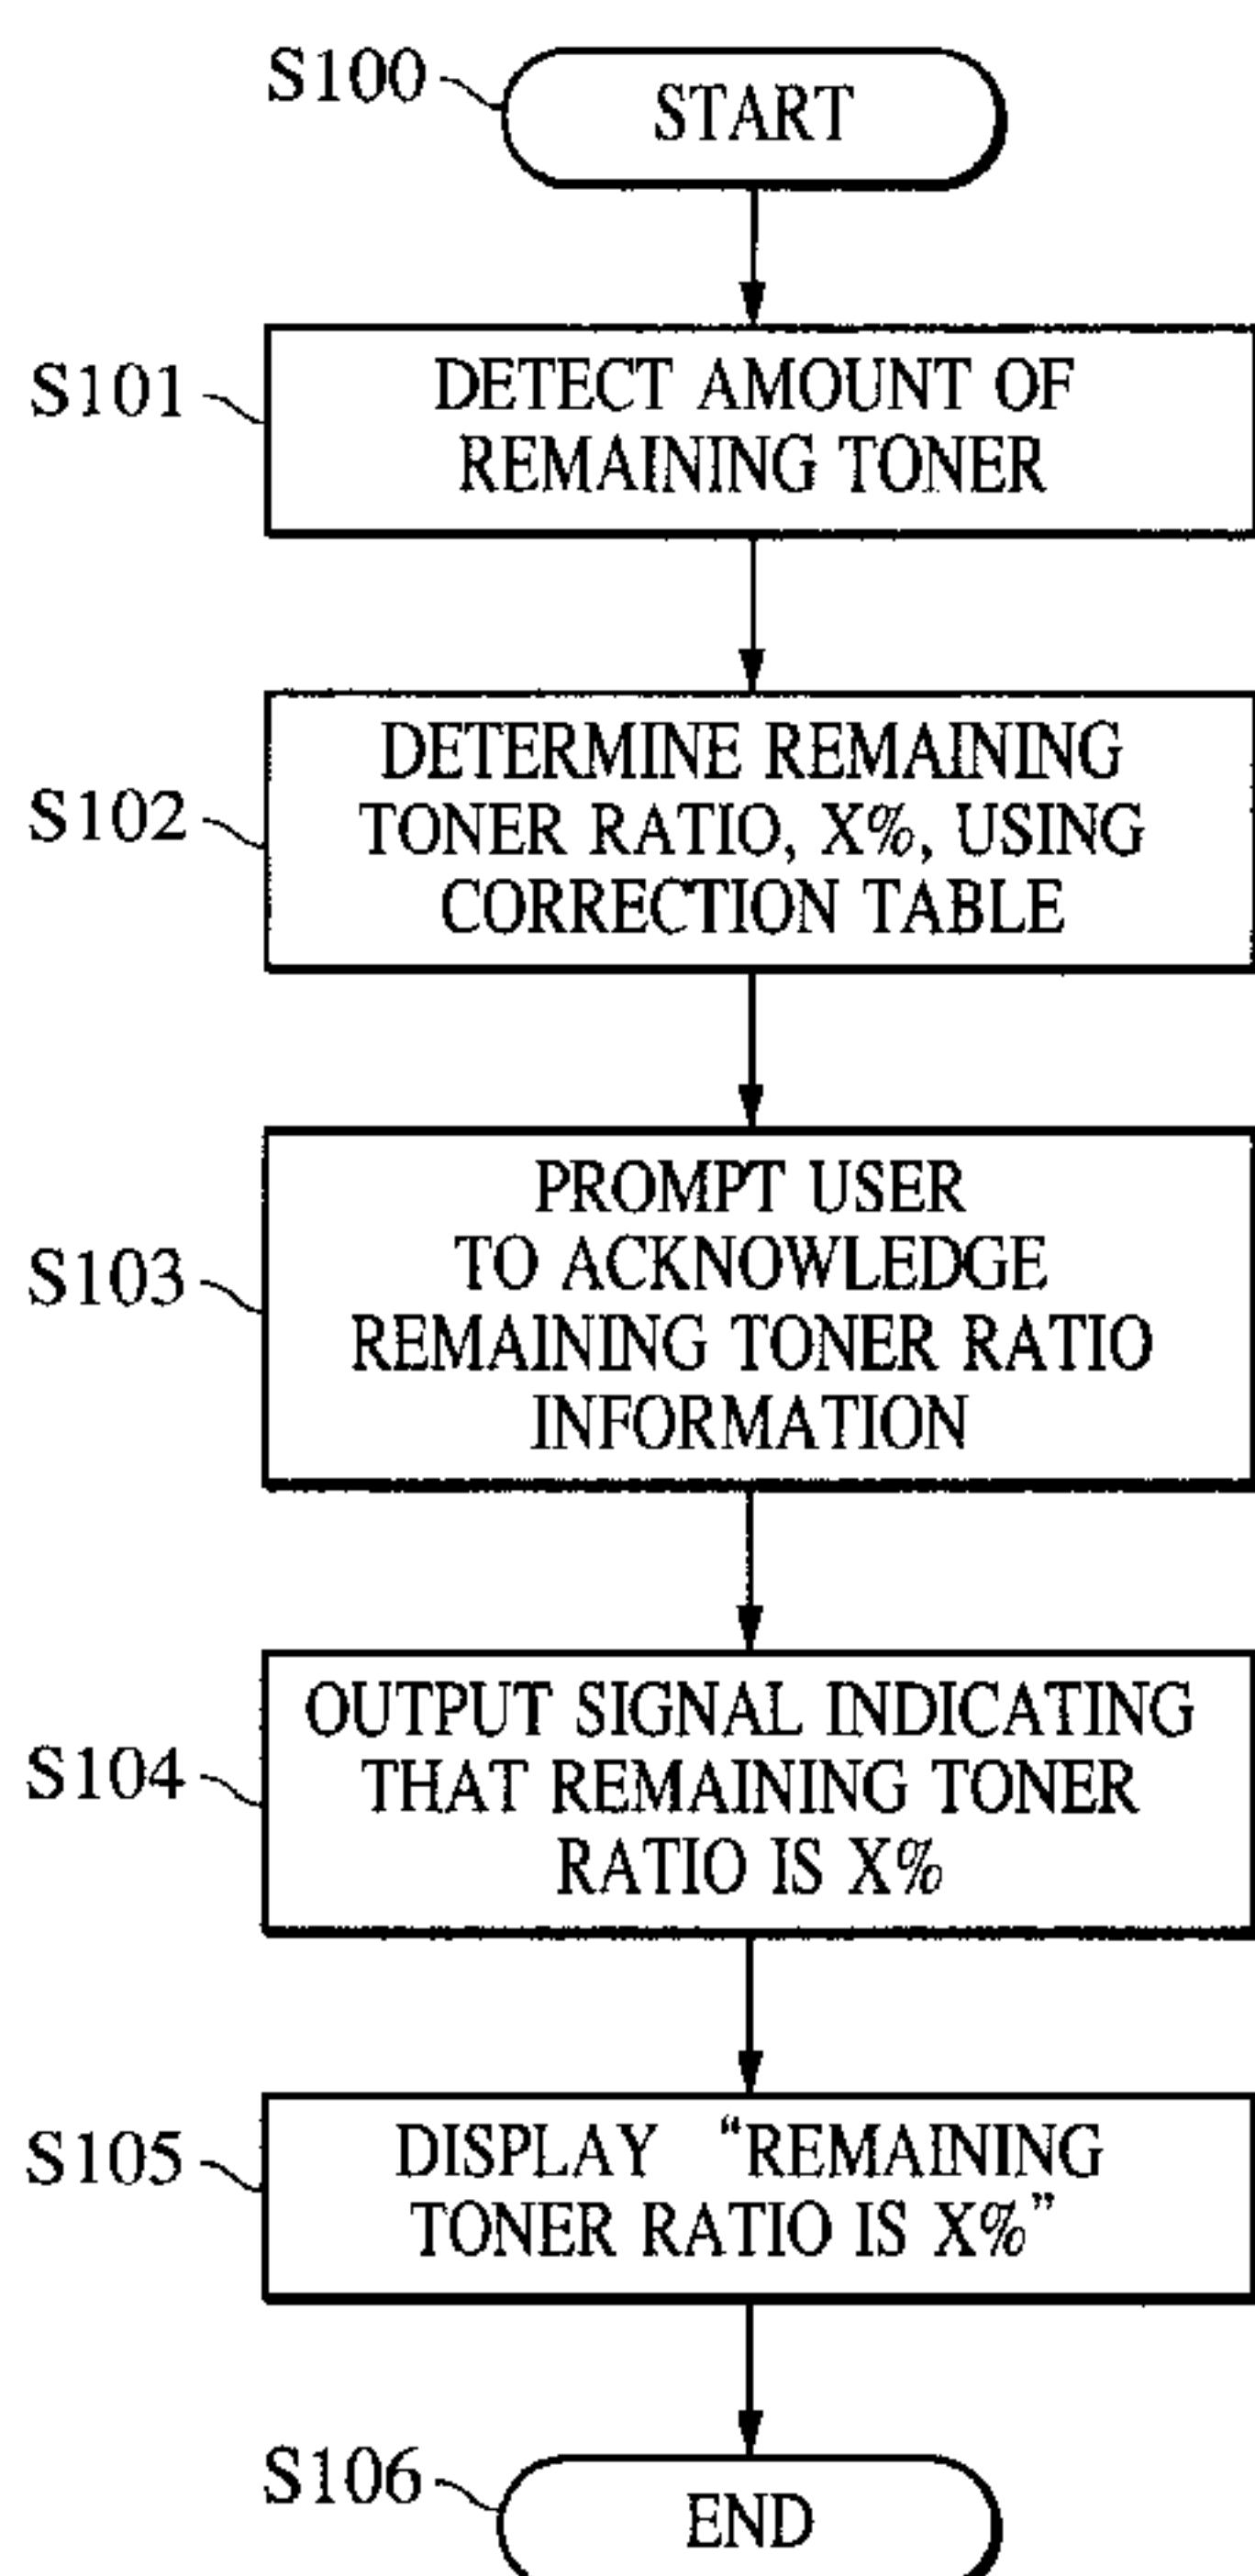 S100
START
S101
DETECT AMOUNT OF
REMAINING TONER
S102
DETERMINE REMAINING
TONER RATIO, X%, USING
CORRECTION TABLE
S103
PROMPT USER
TO ACKNOWLEDGE
REMAINING TONER RATIO
INFORMATION
S104
OUTPUT SIGNAL INDICATING
THAT REMAINING TONER
RATIO IS X%
S105
DISPLAY “REMAINING
TONER RATIO IS X%”
S106
END